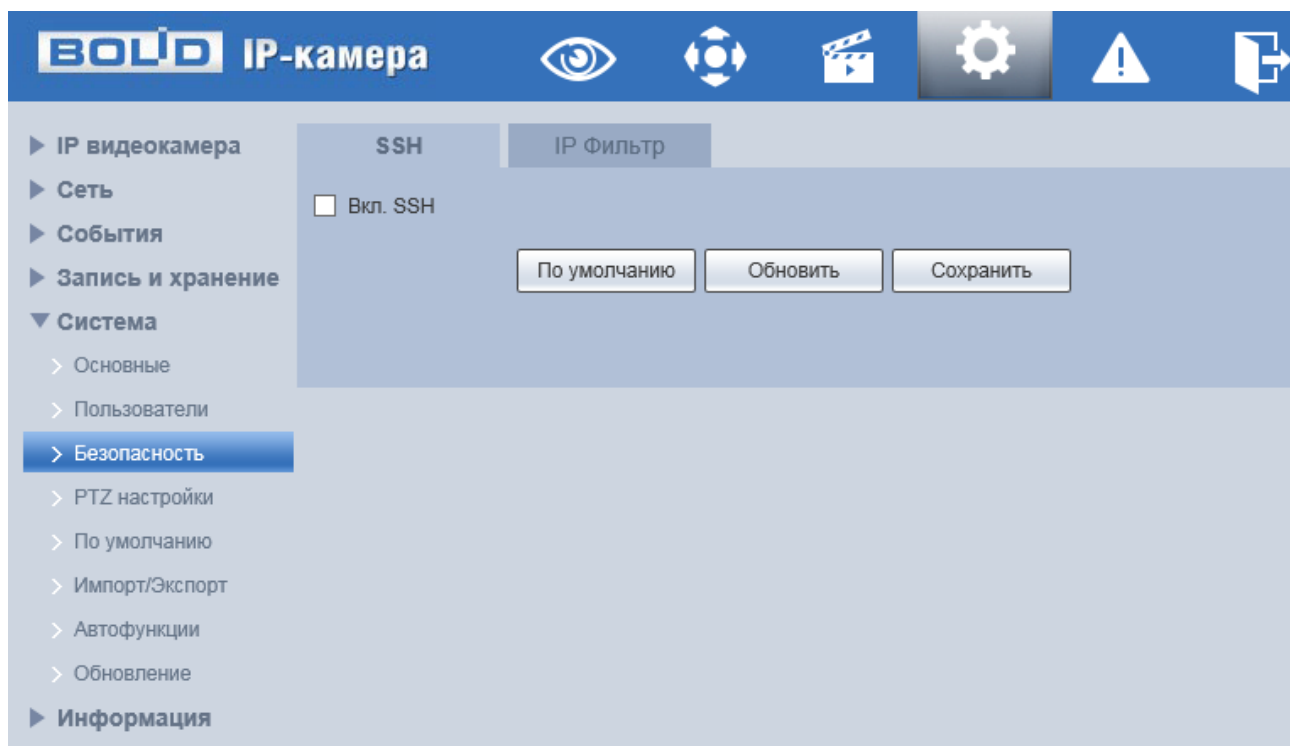 BOLID IP-камера
IP видеокамера
Сеть
События
Запись и хранение
Система
Основные
Пользователи
Безопасность
PTZ настройки
По умолчанию
Импорт/Экспорт
Автофункции
Обновление
Информация
SSH IP Фильтр
Вкл. SSH
По умолчанию Обновить Сохранить